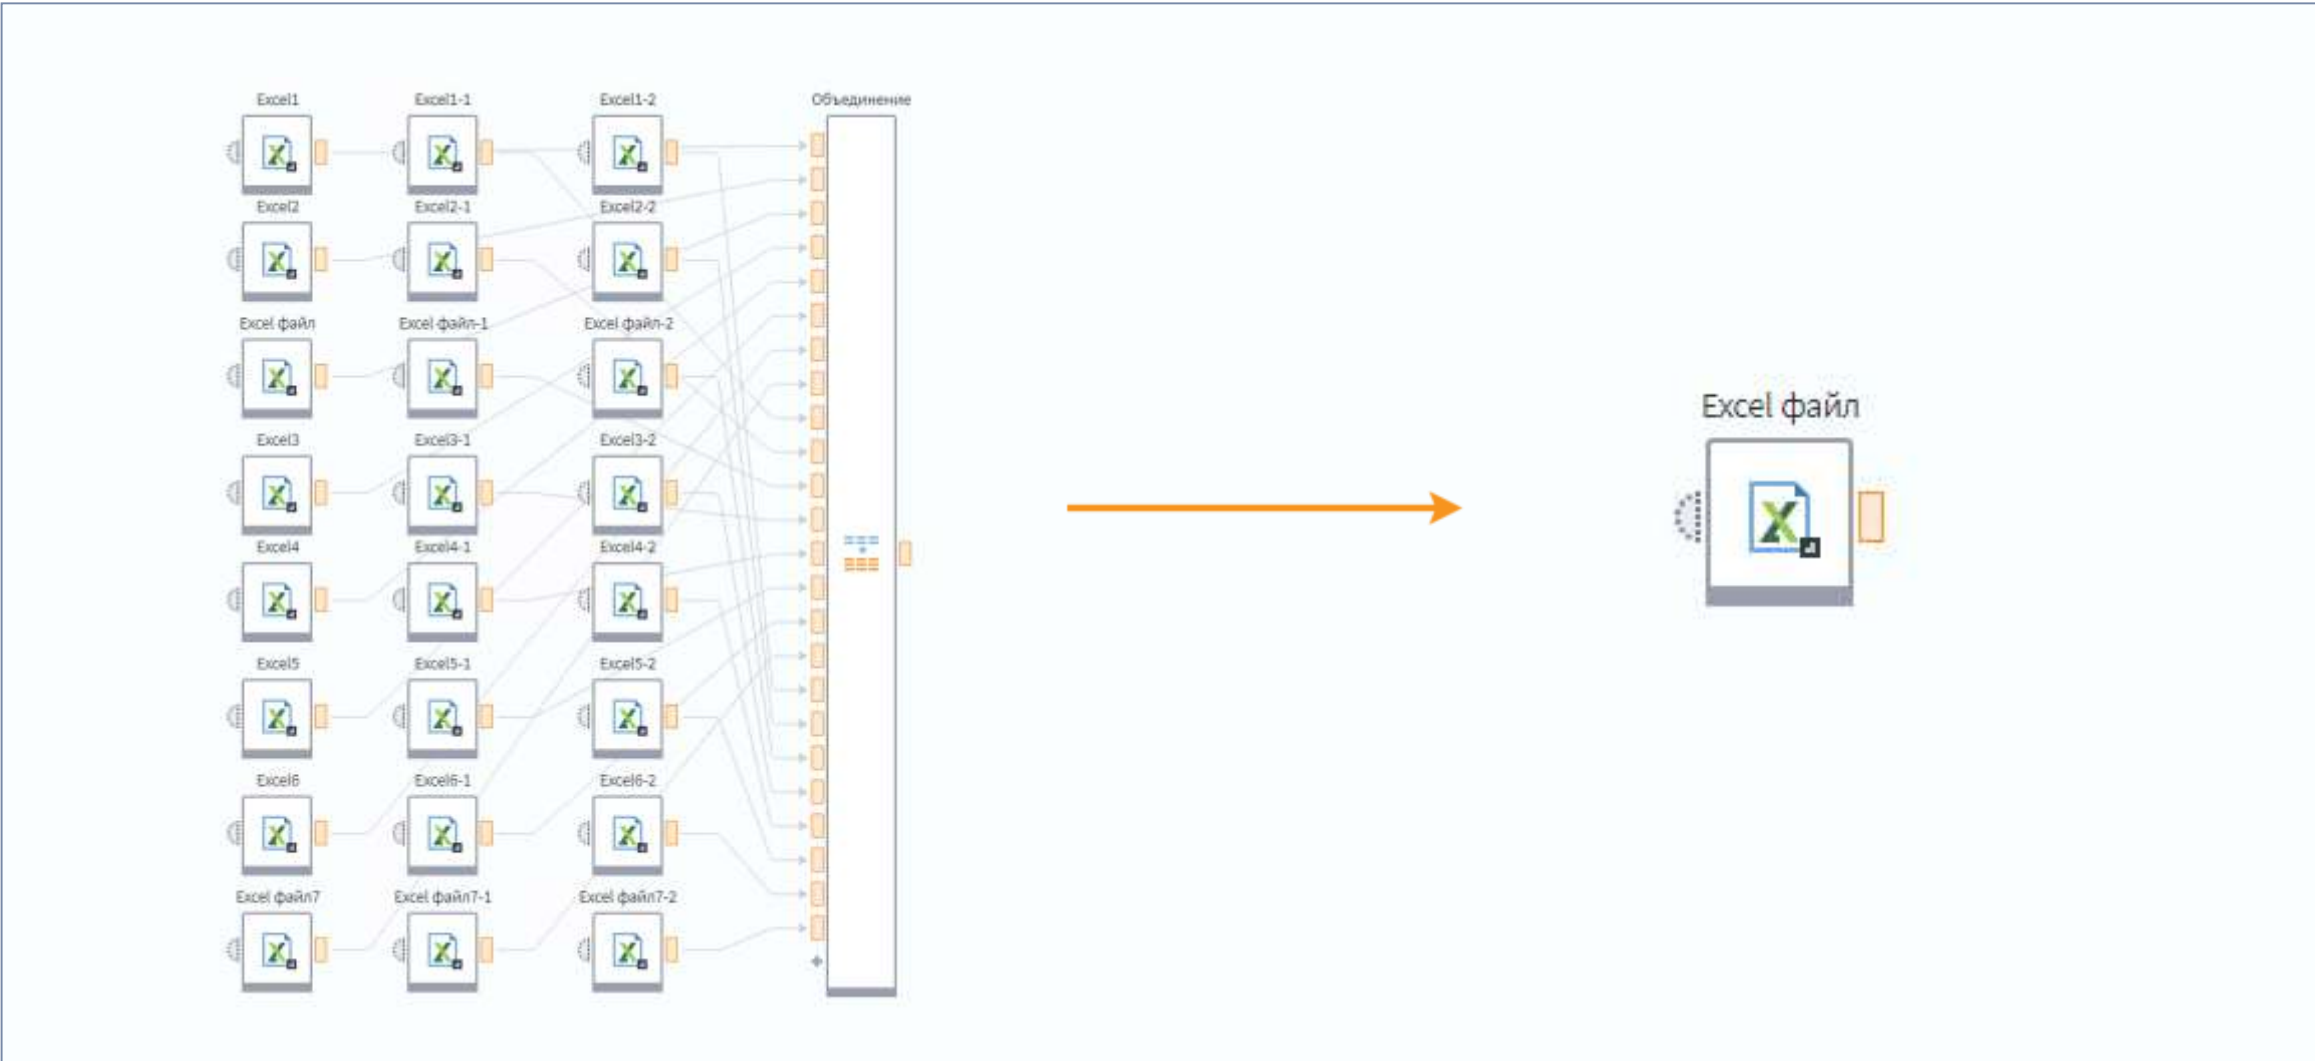 Excel1 Excel1-1 Excel1-2 Объединение
Excel2 Excel2-1 Excel2-2
Excel файл Excel файл-1 Excel файл-2
Excel3 Excel3-1 Excel3-2
Excel4 Excel4-1 Excel4-2
Excel5 Excel5-1 Excel5-2
Excel6 Excel6-1 Excel6-2
Excel файл7 Excel файл7-1 Excel файл7-2
Excel файл